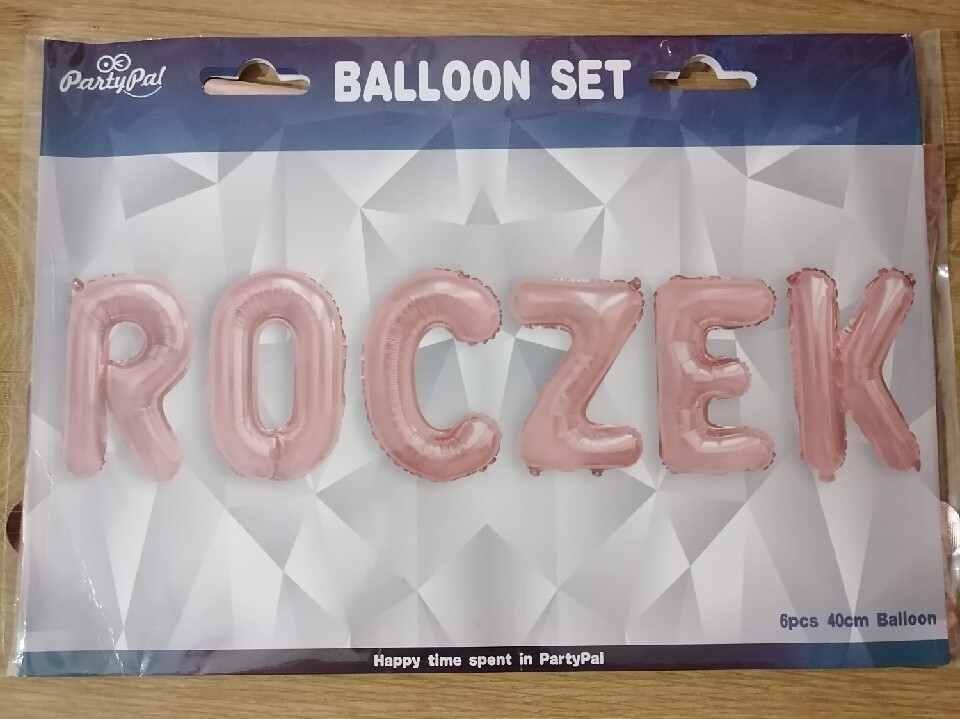 PartyPal
BALLOON SET
ROCZEK
6pcs 40cm Balloon
Happy time spent in PartyPal